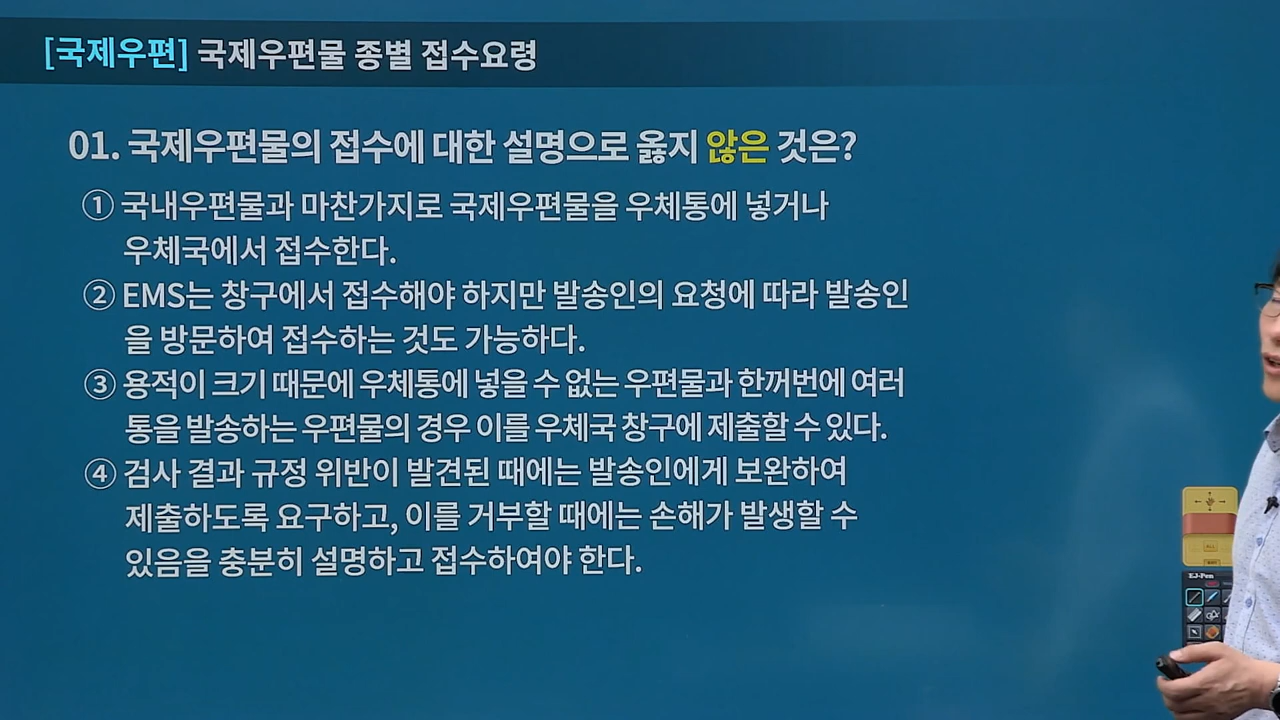 [국제우편] 국제우편물 종별 접수요령
01. 국제우편물의 접수에 대한 설명으로 옳지 않은 것은?
① 국내우편물과 마찬가지로 국제우편물을 우체통에 넣거나
우체국에서 접수한다.
② EMS는 창구에서 접수해야 하지만 발송인의 요청에 따라 발송인
을 방문하여 접수하는 것도 가능하다.
③ 용적이 크기 때문에 우체통에 넣을 수 없는 우편물과 한꺼번에 여러
통을 발송하는 우편물의 경우 이를 우체국 창구에 제출할 수 있다.
④ 검사 결과 규정 위반이 발견된 때에는 발송인에게 보완하여
제출하도록 요구하고, 이를 거부할 때에는 손해가 발생할 수
있음을 충분히 설명하고 접수하여야 한다.
EJ-Pen